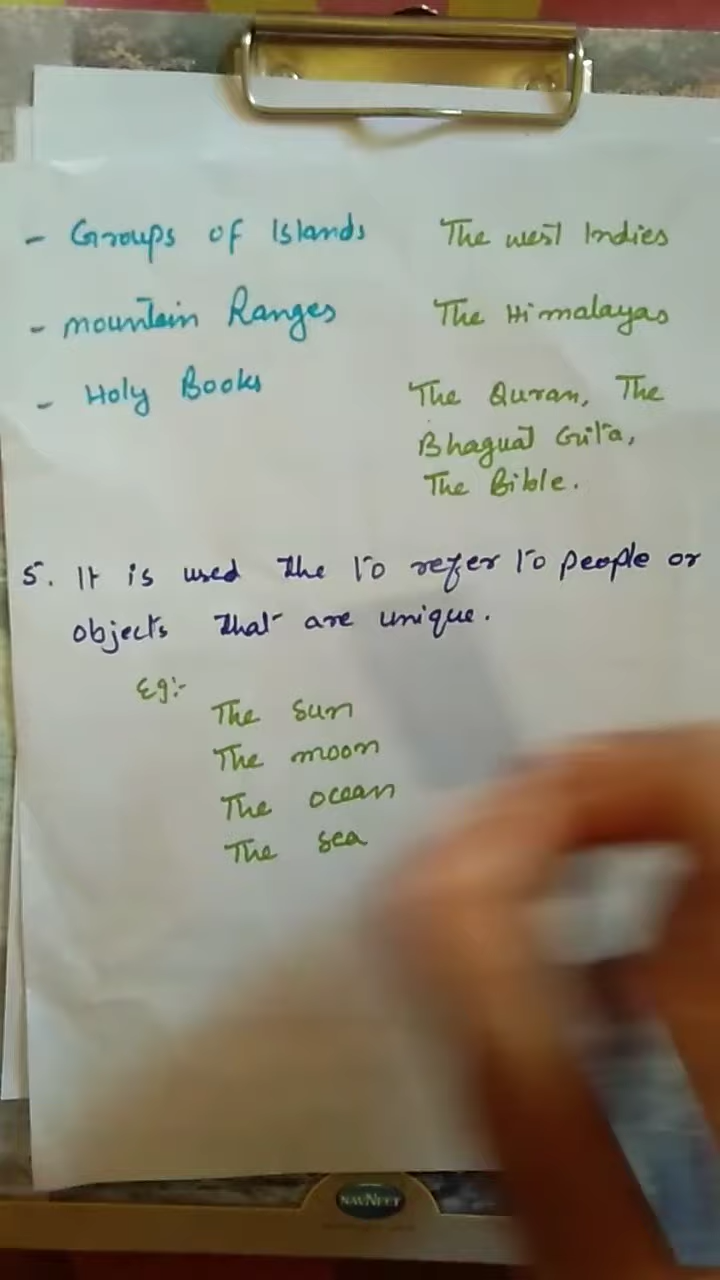 - Groups of Islands The west Indies
- mountain Ranges The Himalayas
- Holy Books The Quran, The
Bhaguat Gita,
The Bible.
5. It is used the to refer to people or
objects that are unique.
Eg:-
The sun
The moon
The ocean
The sea
NAVNEET